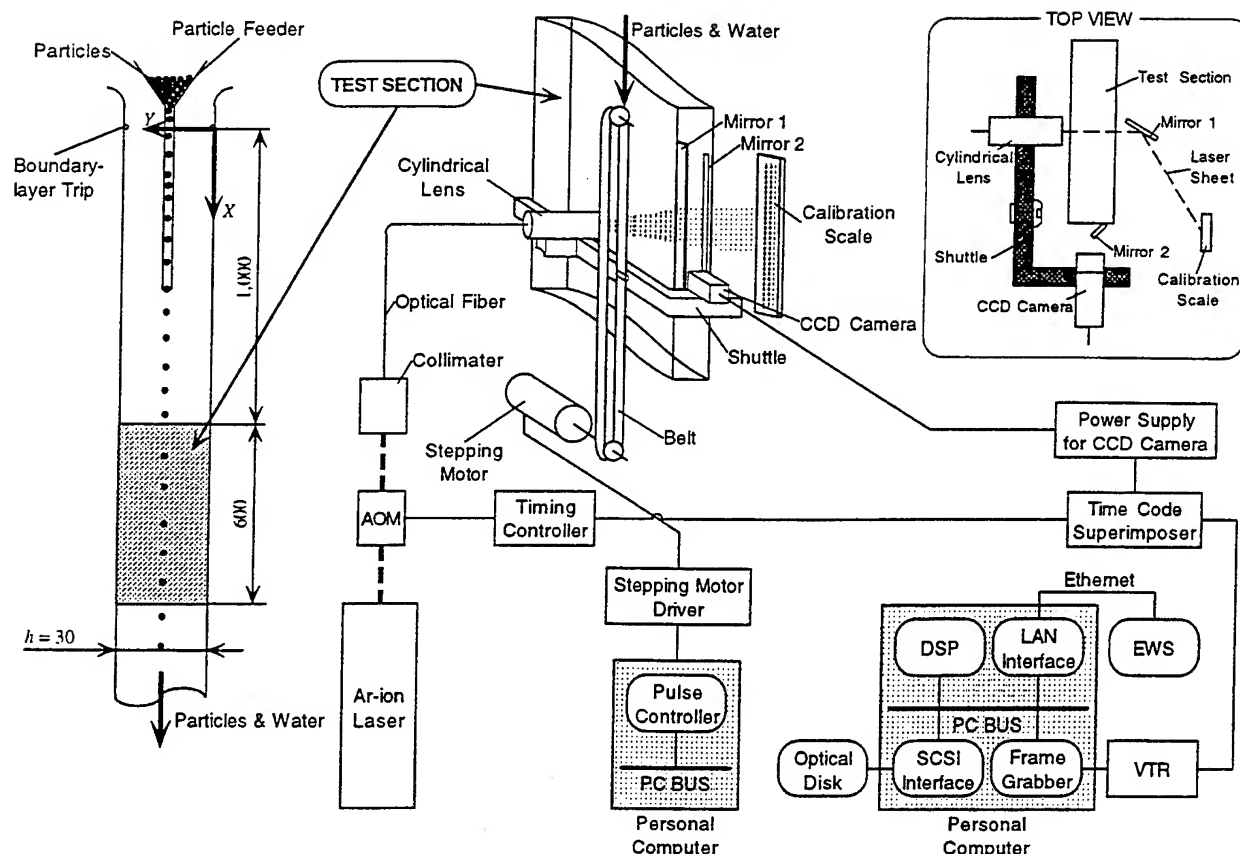 Particles
Particle Feeder
Y
Boundary-
layer Trip
X
1,000
600
h = 30
Particles & Water
TEST SECTION
Particles & Water
Mirror 1
Mirror 2
Cylindrical
Lens
Calibration
Scale
Optical Fiber
CCD Camera
Shuttle
Collimater
Stepping
Motor
Belt
AOM
Timing
Controller
Ar-ion
Laser
Stepping Motor
Driver
Pulse
Controller
PC BUS
Personal
Computer
TOP VIEW
Test Section
Mirror 1
Cylindrical
Lens
Laser
Sheet
Mirror 2
Shuttle
Calibration
Scale
CCD Camera
Power Supply
for CCD Camera
Time Code
Superimposer
Ethernet
DSP
LAN
Interface
EWS
PC BUS
Optical
Disk
SCSI
Interface
Frame
Grabber
VTR
Personal
Computer